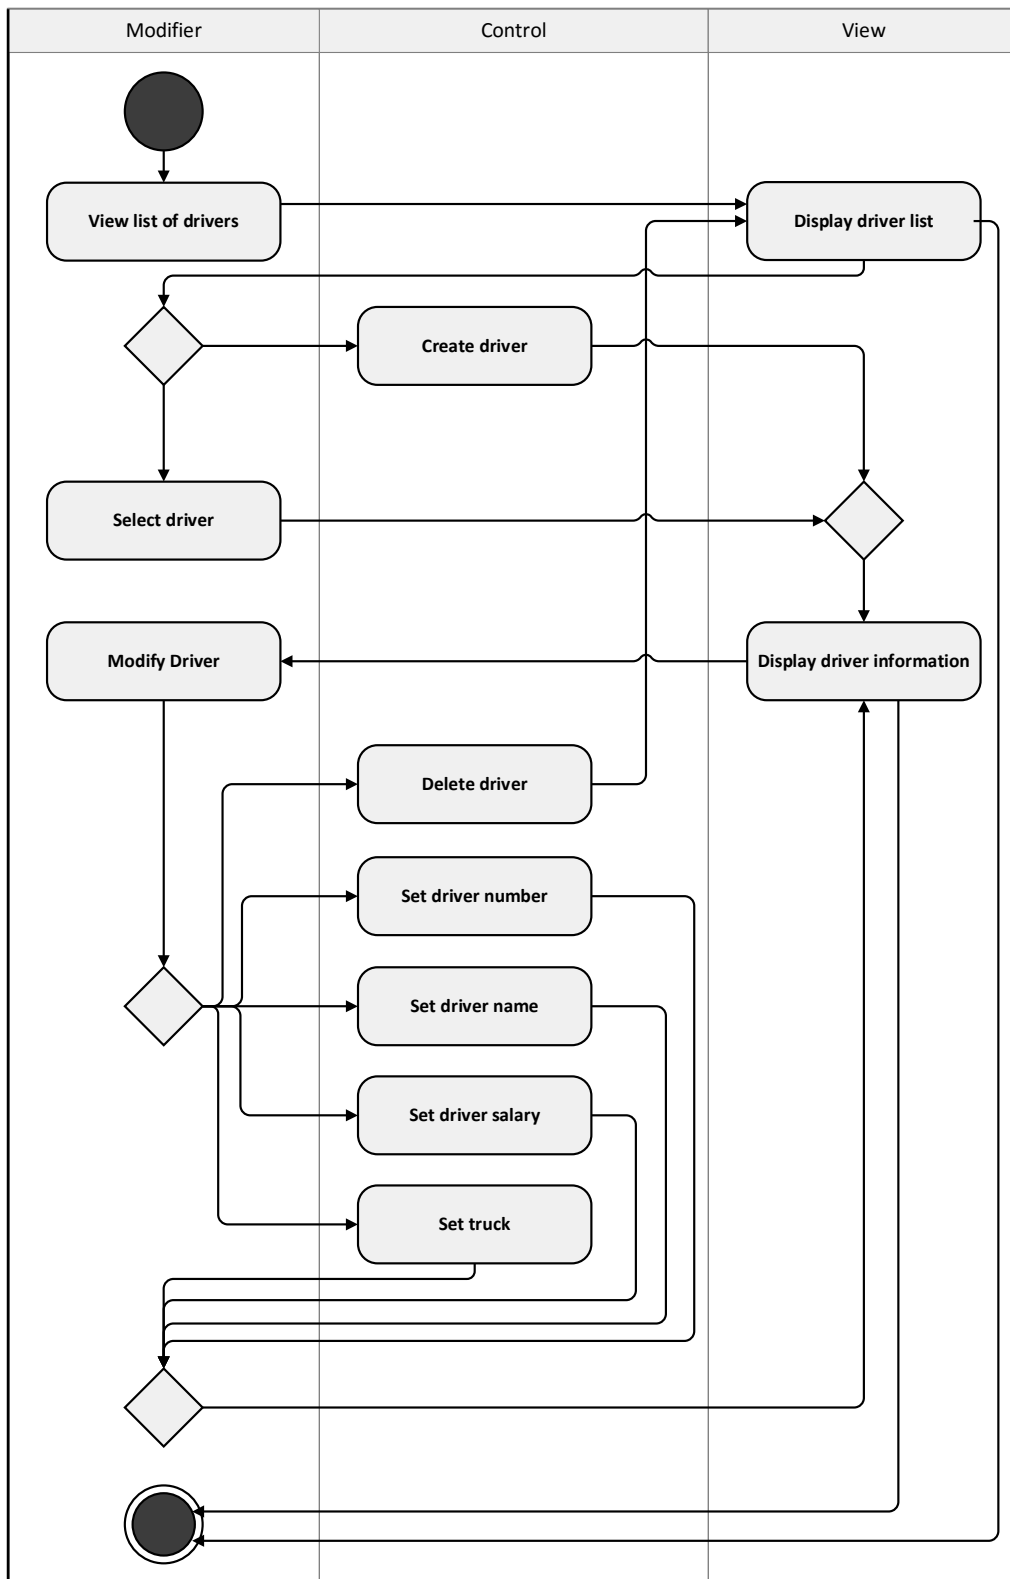 Modifier
Control
View
View list of drivers
Display driver list
Create driver
Select driver
Modify Driver
Display driver information
Delete driver
Set driver number
Set driver name
Set driver salary
Set truck